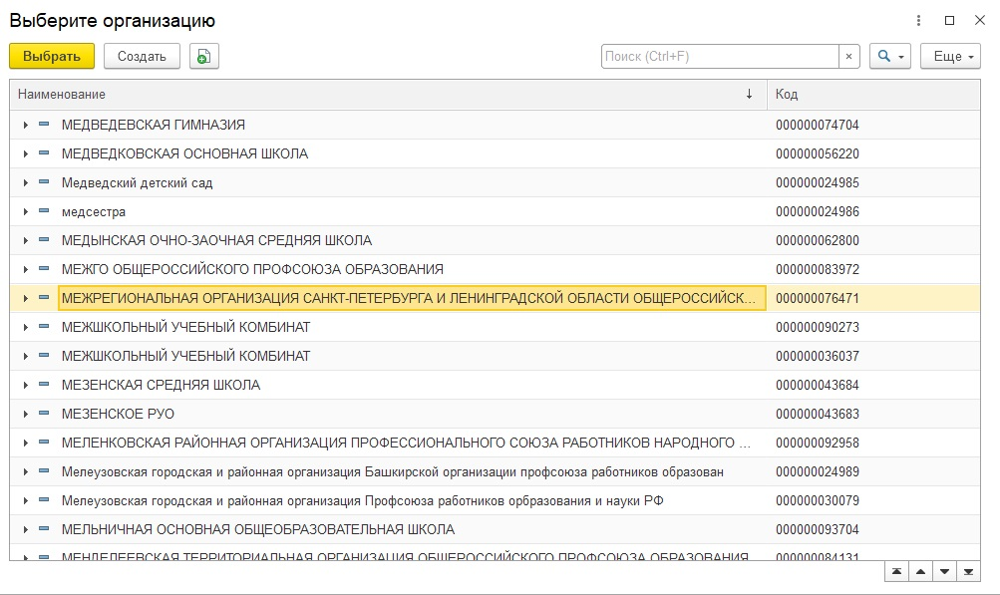 Выберите организацию
Выбрать Создать Поиск (Ctrl+F) Еще
Наименование Код
МЕДВЕДЕВСКАЯ ГИМНАЗИЯ 000000074704
МЕДВЕДКОВСКАЯ ОСНОВНАЯ ШКОЛА 000000056220
Медведский детский сад 000000024985
медсестра 000000024986
МЕДЫНСКАЯ ОЧНО-ЗАОЧНАЯ СРЕДНЯЯ ШКОЛА 000000062800
МЕЖГО ОБЩЕРОССИЙСКОГО ПРОФСОЮЗА ОБРАЗОВАНИЯ 000000083972
МЕЖРЕГИОНАЛЬНАЯ ОРГАНИЗАЦИЯ САНКТ-ПЕТЕРБУРГА И ЛЕНИНГРАДСКОЙ ОБЛАСТИ ОБЩЕРОССИЙСК... 000000076471
МЕЖШКОЛЬНЫЙ УЧЕБНЫЙ КОМБИНАТ 000000090273
МЕЖШКОЛЬНЫЙ УЧЕБНЫЙ КОМБИНАТ 000000036037
МЕЗЕНСКАЯ СРЕДНЯЯ ШКОЛА 000000043684
МЕЗЕНСКОЕ РУО 000000043683
МЕЛЕНКОВСКАЯ РАЙОННАЯ ОРГАНИЗАЦИЯ ПРОФЕССИОНАЛЬНОГО СОЮЗА РАБОТНИКОВ НАРОДНОГО ... 000000092958
Мелеузовская городская и районная организация Башкирской организации профсоюза работников образован 000000024989
Мелеузовская городская и районная организация Профсоюза работников орбразования и науки РФ 000000030079
МЕЛЬНИЧНАЯ ОСНОВНАЯ ОБЩЕОБРАЗОВАТЕЛЬНАЯ ШКОЛА 000000093704
МЕНДЕЛЕЕВСКАЯ ТЕРРИТОРИАЛЬНАЯ ОРГАНИЗАЦИЯ ОБЩЕРОССИЙСКОГО ПРОФСОЮЗА ОБРАЗОВАНИЯ 000000084131